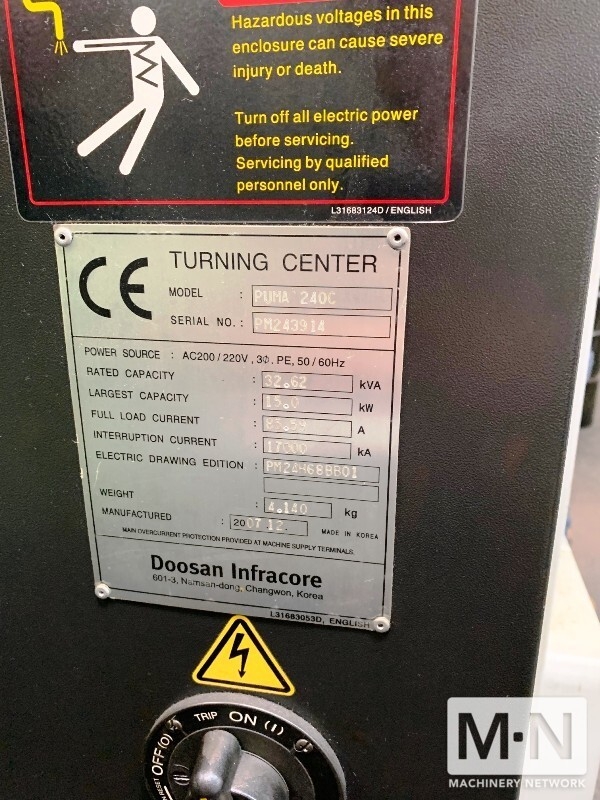 Hazardous voltages in this
enclosure can cause severe
injury or death.
Turn off all electric power
before servicing.
Servicing by qualified
personnel only.
L31683124D / ENGLISH
CE TURNING CENTER
MODEL : PUMA 240C
SERIAL NO. : PM243914
POWER SOURCE : AC200 / 220V , 3Φ. PE, 50 / 60Hz
RATED CAPACITY : 32.62 kVA
LARGEST CAPACITY : 15.0 kW
FULL LOAD CURRENT : A
INTERRUPTION CURRENT : kA
ELECTRIC DRAWING EDITION :
WEIGHT : 4.140 kg
MANUFACTURED : 2007.12. MADE IN KOREA
MAIN OVERCURRENT PROTECTION PROVIDED AT MACHINE SUPPLY TERMINALS.
Doosan Infracore
601-3, Namsan-dong, Changwon, Korea
L31683053D, ENGLISH
TRIP ON ( I )
OFF(O)
RESET
M·N
MACHINERY NETWORK